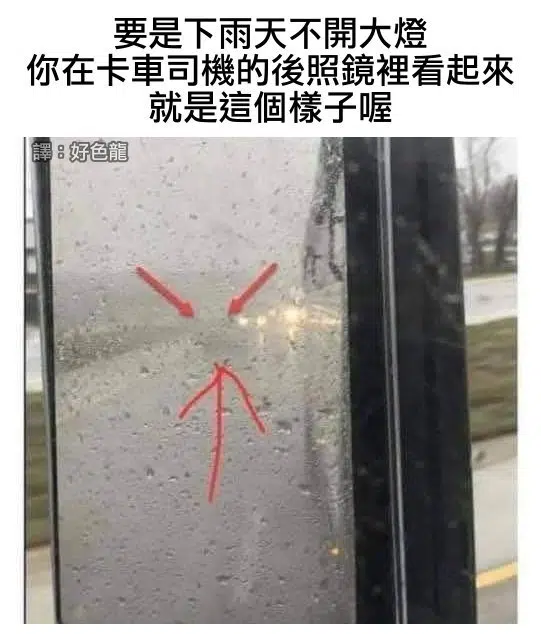 要是下雨天不開大燈
你在卡車司機的後照鏡裡看起來
就是這個樣子喔
譯：好色龍